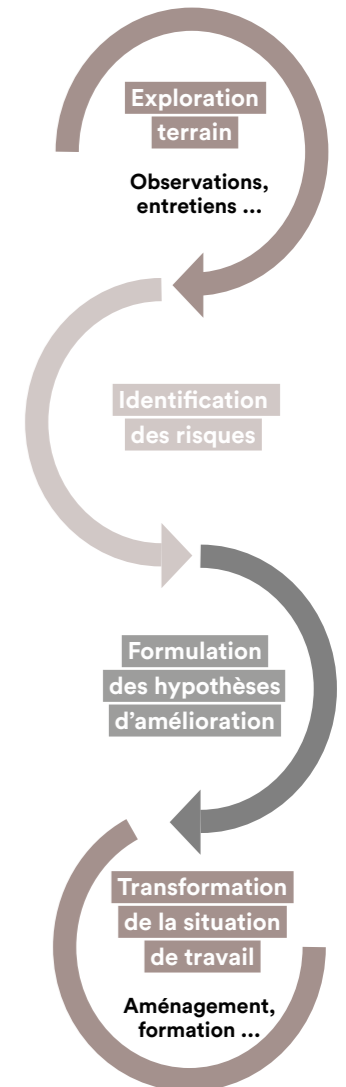 Exploration
terrain
Observations,
entretiens ...
Identification
des risques
Formulation
des hypothèses
d'amélioration
Transformation
de la situation
de travail
Aménagement,
formation ...